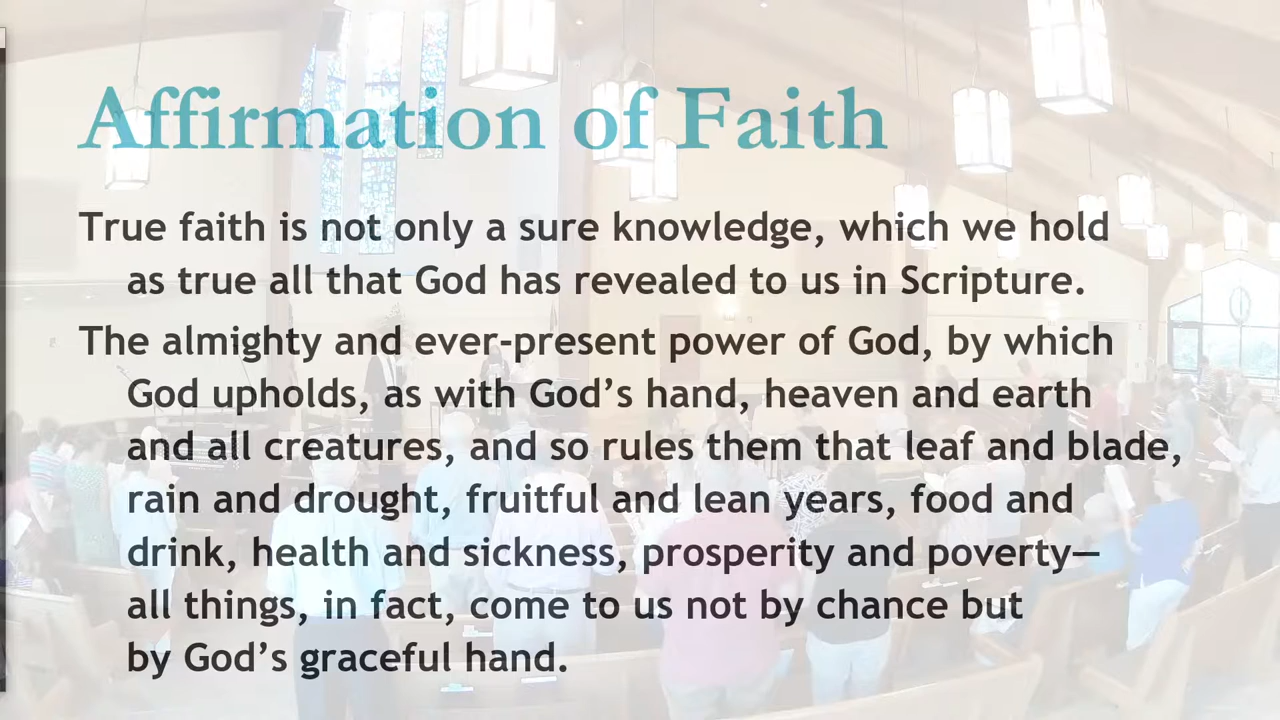 Affirmation of Faith
True faith is not only a sure knowledge, which we hold
as true all that God has revealed to us in Scripture.
The almighty and ever-present power of God, by which
God upholds, as with God’s hand, heaven and earth
and all creatures, and so rules them that leaf and blade,
rain and drought, fruitful and lean years, food and
drink, health and sickness, prosperity and poverty—
all things, in fact, come to us not by chance but
by God’s graceful hand.